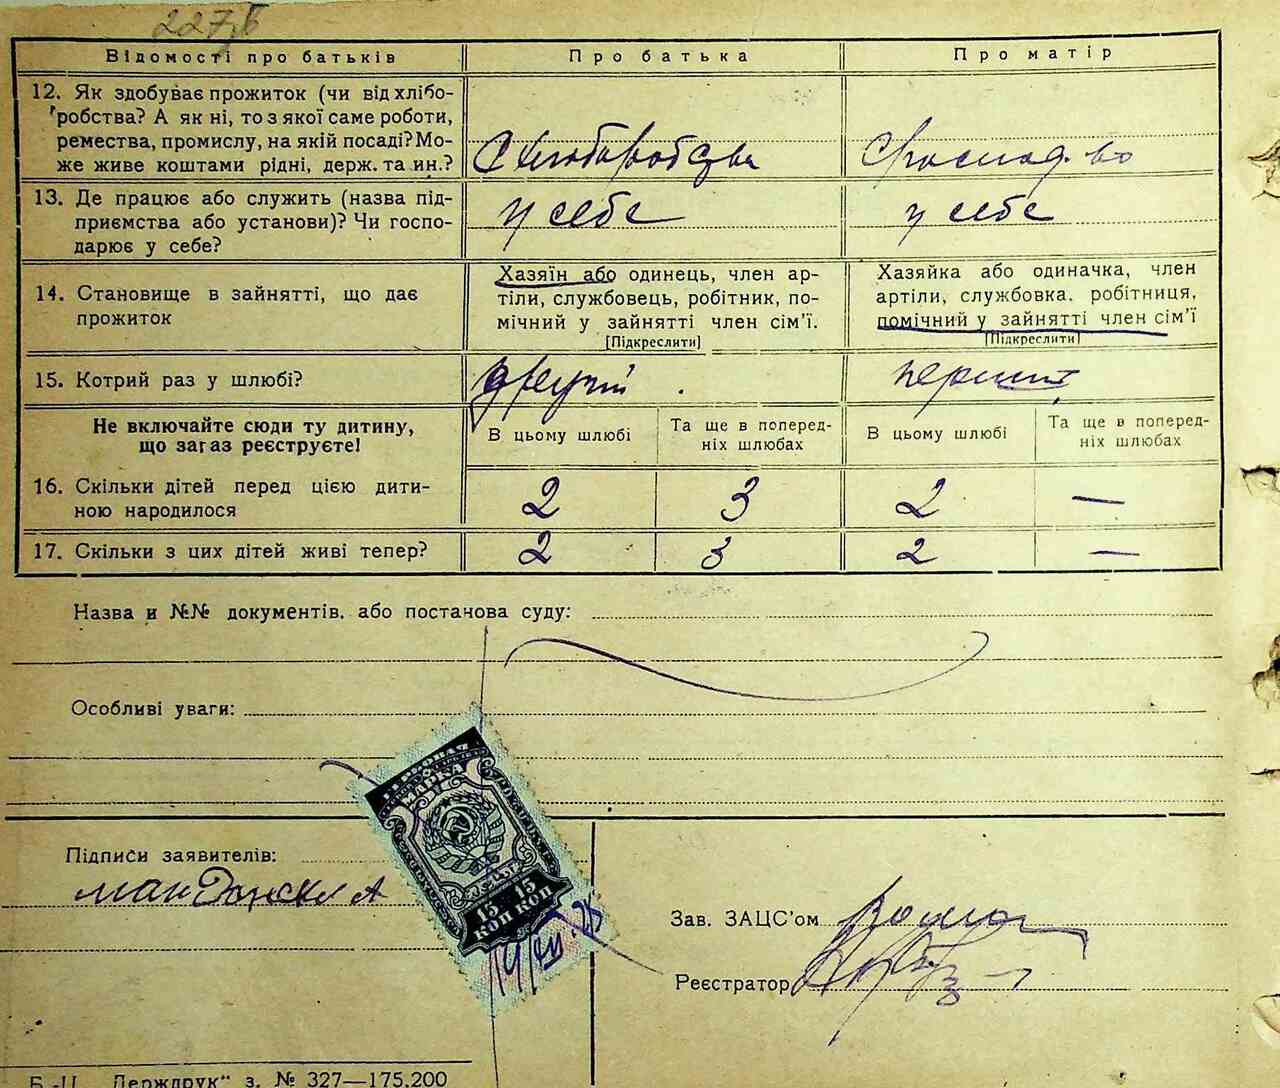 227б
Відомості про батьків
Про батька
Про матір
12. Як здобуває прожиток (чи від хлібо-
робства? А як ні, то з якої саме роботи,
ремества, промислу, на якій посаді? Мо-
же живе коштами рідні, держ. та ин.?
с хлюборобства
13. Де працює або служить (назва під-
приємства або установи)? Чи госпо-
дарює у себе?
у себе
у себе
14. Становище в зайнятті, що дає
прожиток
Хазяїн або одинець, член ар-
тіли, службовець, робітник, по-
мічний у зайнятті член сім'ї.
[Підкреслити]
Хазяйка або одиначка, член
артіли, службовка. робітниця,
помічний у зайнятті член сім'ї
[Підкреслити]
15. Котрий раз у шлюбі?
другий
перший
Не включайте сюди ту дитину,
що загаз реєструєте!
В цьому шлюбі
Та ще в поперед-
ніх шлюбах
В цьому шлюбі
Та ще в поперед-
ніх шлюбах
16. Скільки дітей перед цією дити-
ною народилося
2
3
2
—
17. Скільки з цих дітей живі тепер?
2
3
2
—
Назва и №№ документів. або постанова суду:
Особливі уваги:
МАРКА
15 15
КОП КОП
Підписи заявителів:
Зав. ЗАЦС'ом
Реєстратор
Б.-Ц. „Держдрук" з. № 327—175.200